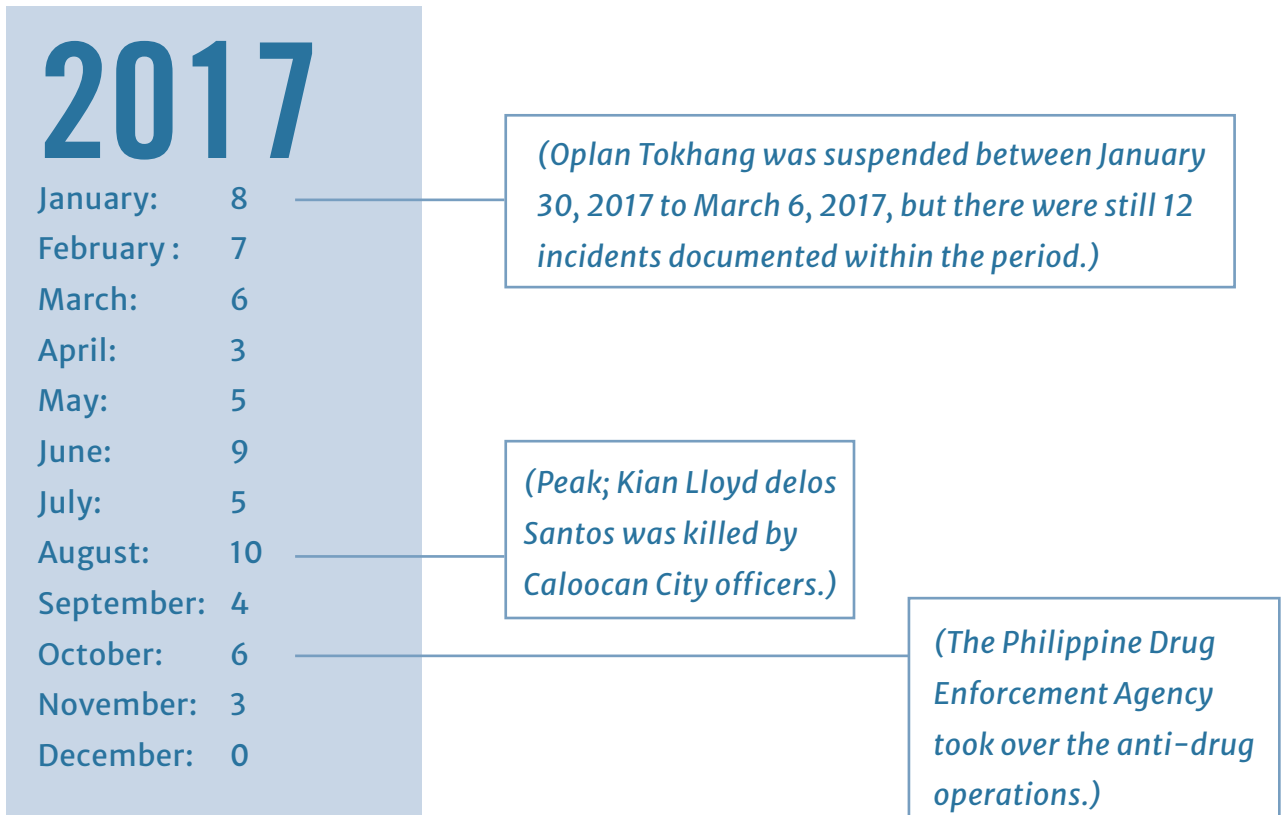 2017
January: 8
(Oplan Tokhang was suspended between January
30, 2017 to March 6, 2017, but there were still 12
incidents documented within the period.)
February : 7
March: 6
April: 3
May: 5
June: 9
July: 5
August: 10
(Peak; Kian Lloyd delos
Santos was killed by
Caloocan City officers.)
September: 4
October: 6
(The Philippine Drug
Enforcement Agency
took over the anti-drug
operations.)
November: 3
December: 0